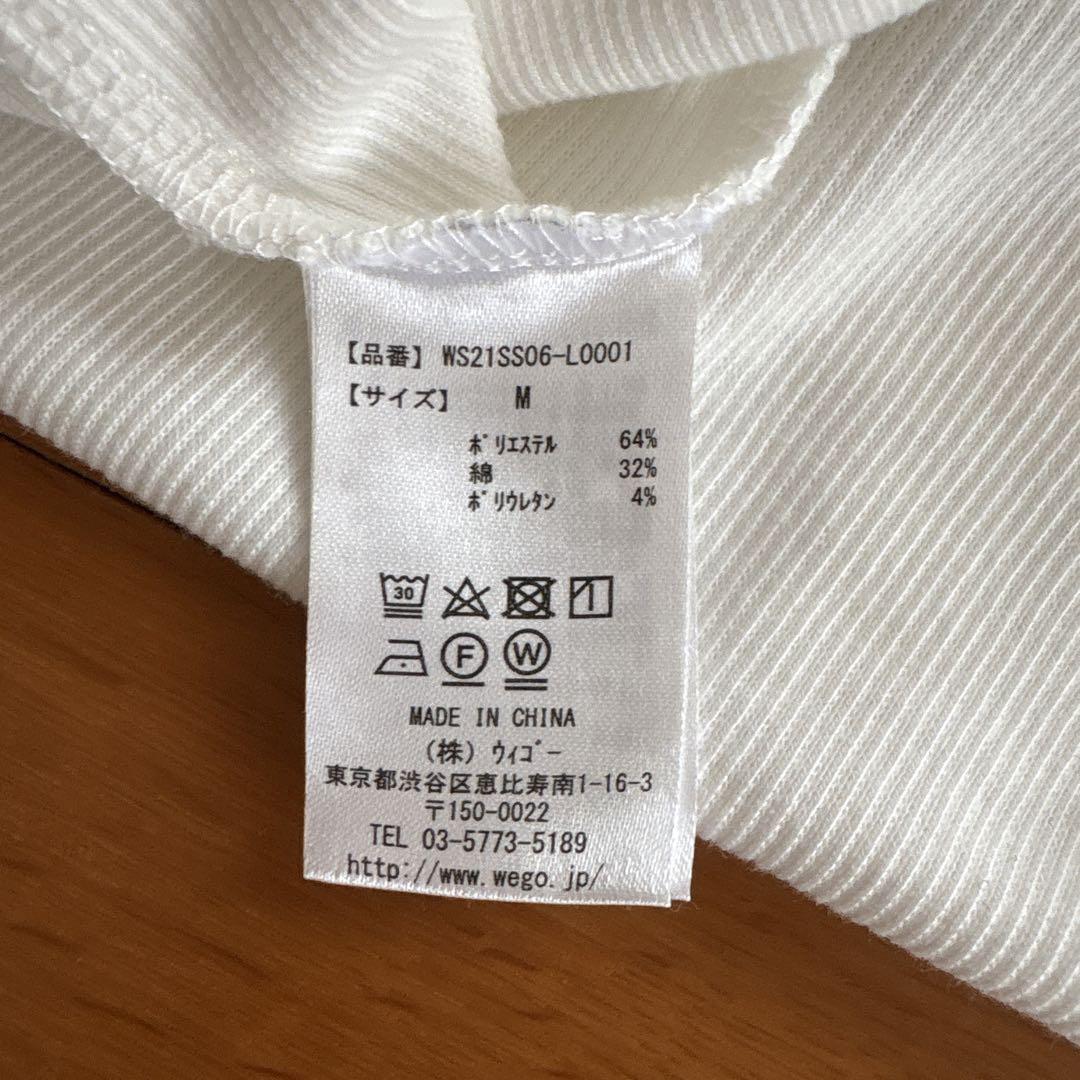 【品番】 WS21SS06-L0001
【サイズ】 M
ﾎﾟﾘｴｽﾃﾙ 64%
綿 32%
ﾎﾟﾘｳﾚﾀﾝ 4%
30
F W
MADE IN CHINA
（株）ｳｨｺﾞｰ
東京都渋谷区恵比寿南1-16-3
〒150-0022
TEL 03-5773-5189
http://www.wego.jp/